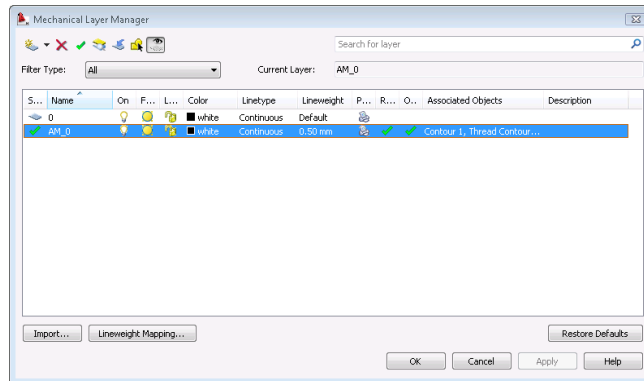 Mechanical Layer Manager
Search for layer
Filter Type: All Current Layer: AM_0
S... Name On F... L... Color Linetype Lineweight P... R... O... Associated Objects Description
0 white Continuous Default
AM_0 white Continuous 0.50 mm Contour 1, Thread Contour...
Import... Lineweight Mapping... Restore Defaults
OK Cancel Apply Help